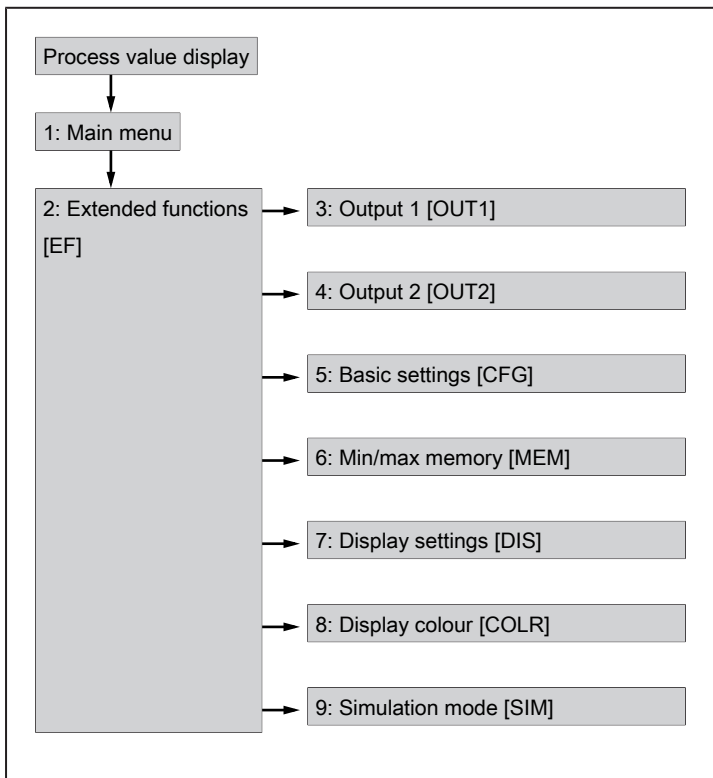 Process value display
1: Main menu
2: Extended functions
[EF]
3: Output 1 [OUT1]
4: Output 2 [OUT2]
5: Basic settings [CFG]
6: Min/max memory [MEM]
7: Display settings [DIS]
8: Display colour [COLR]
9: Simulation mode [SIM]